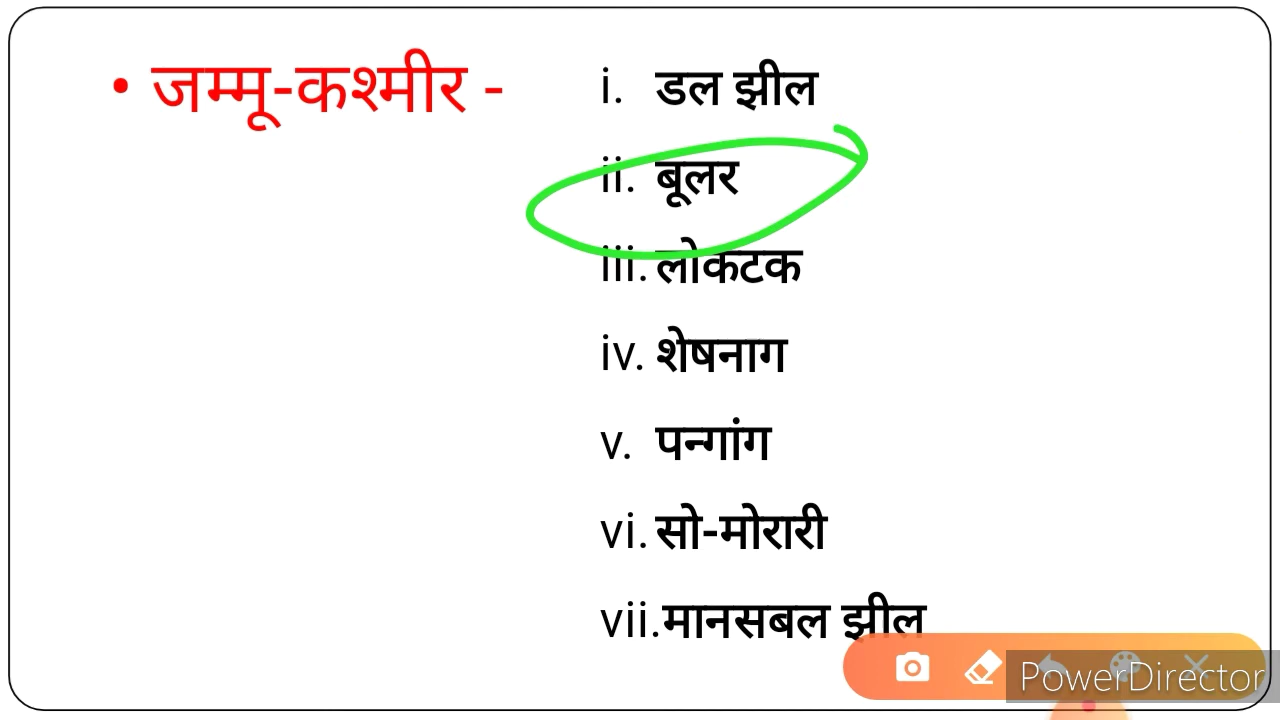 • जम्मू-कश्मीर -
i. डल झील
ii. बूलर
iii. लोकटक
iv. शेषनाग
v. पन्गांग
vi. सो-मोरारी
vii. मानसबल झील
PowerDirector